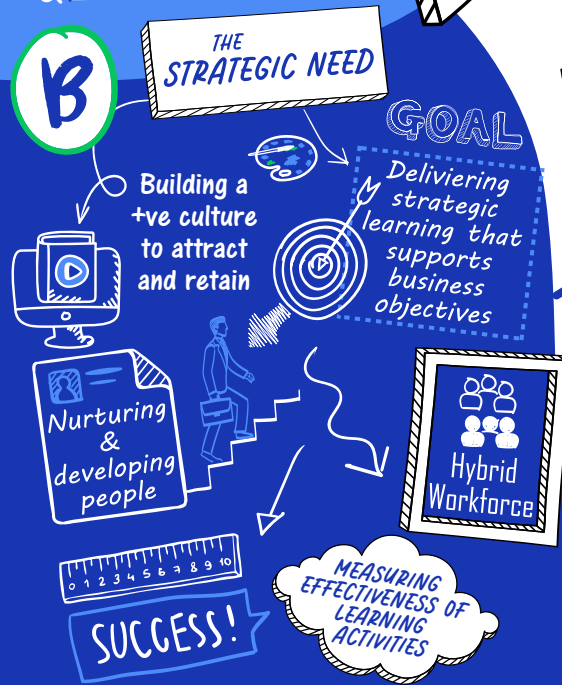 B
THE
STRATEGIC NEED
GOAL
Deliviering
strategic
learning that
supports
business
objectives
Building a
+ve culture
to attract
and retain
Nurturing
&
developing
people
Hybrid
Workforce
0 1 2 3 4 5 6 7 8 9 10
SUCCESS!
MEASURING
EFFECTIVENESS OF
LEARNING
ACTIVITIES